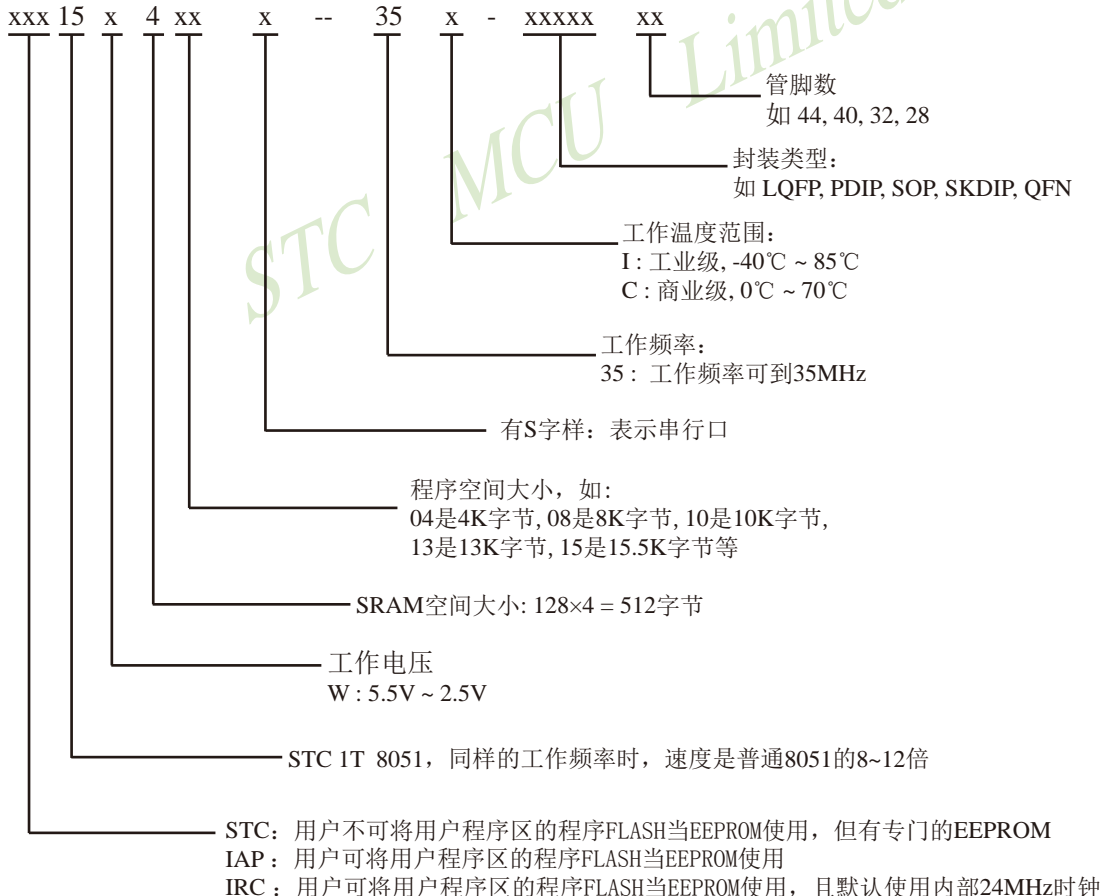 xxx 15 x 4 xx x -- 35 x - xxxxx xx
管脚数
如 44, 40, 32, 28
封装类型：
如 LQFP, PDIP, SOP, SKDIP, QFN
工作温度范围：
I : 工业级, -40℃ ~ 85℃
C : 商业级, 0℃ ~ 70℃
工作频率：
35 : 工作频率可到35MHz
有S字样：表示串行口
程序空间大小，如:
04是4K字节, 08是8K字节, 10是10K字节,
13是13K字节, 15是15.5K字节等
SRAM空间大小: 128×4 = 512字节
工作电压
W : 5.5V ~ 2.5V
STC 1T 8051，同样的工作频率时，速度是普通8051的8~12倍
STC：用户不可将用户程序区的程序FLASH当EEPROM使用，但有专门的EEPROM
IAP：用户可将用户程序区的程序FLASH当EEPROM使用
IRC：用户可将用户程序区的程序FLASH当EEPROM使用，且默认使用内部24MHz时钟
STC MCU Limited